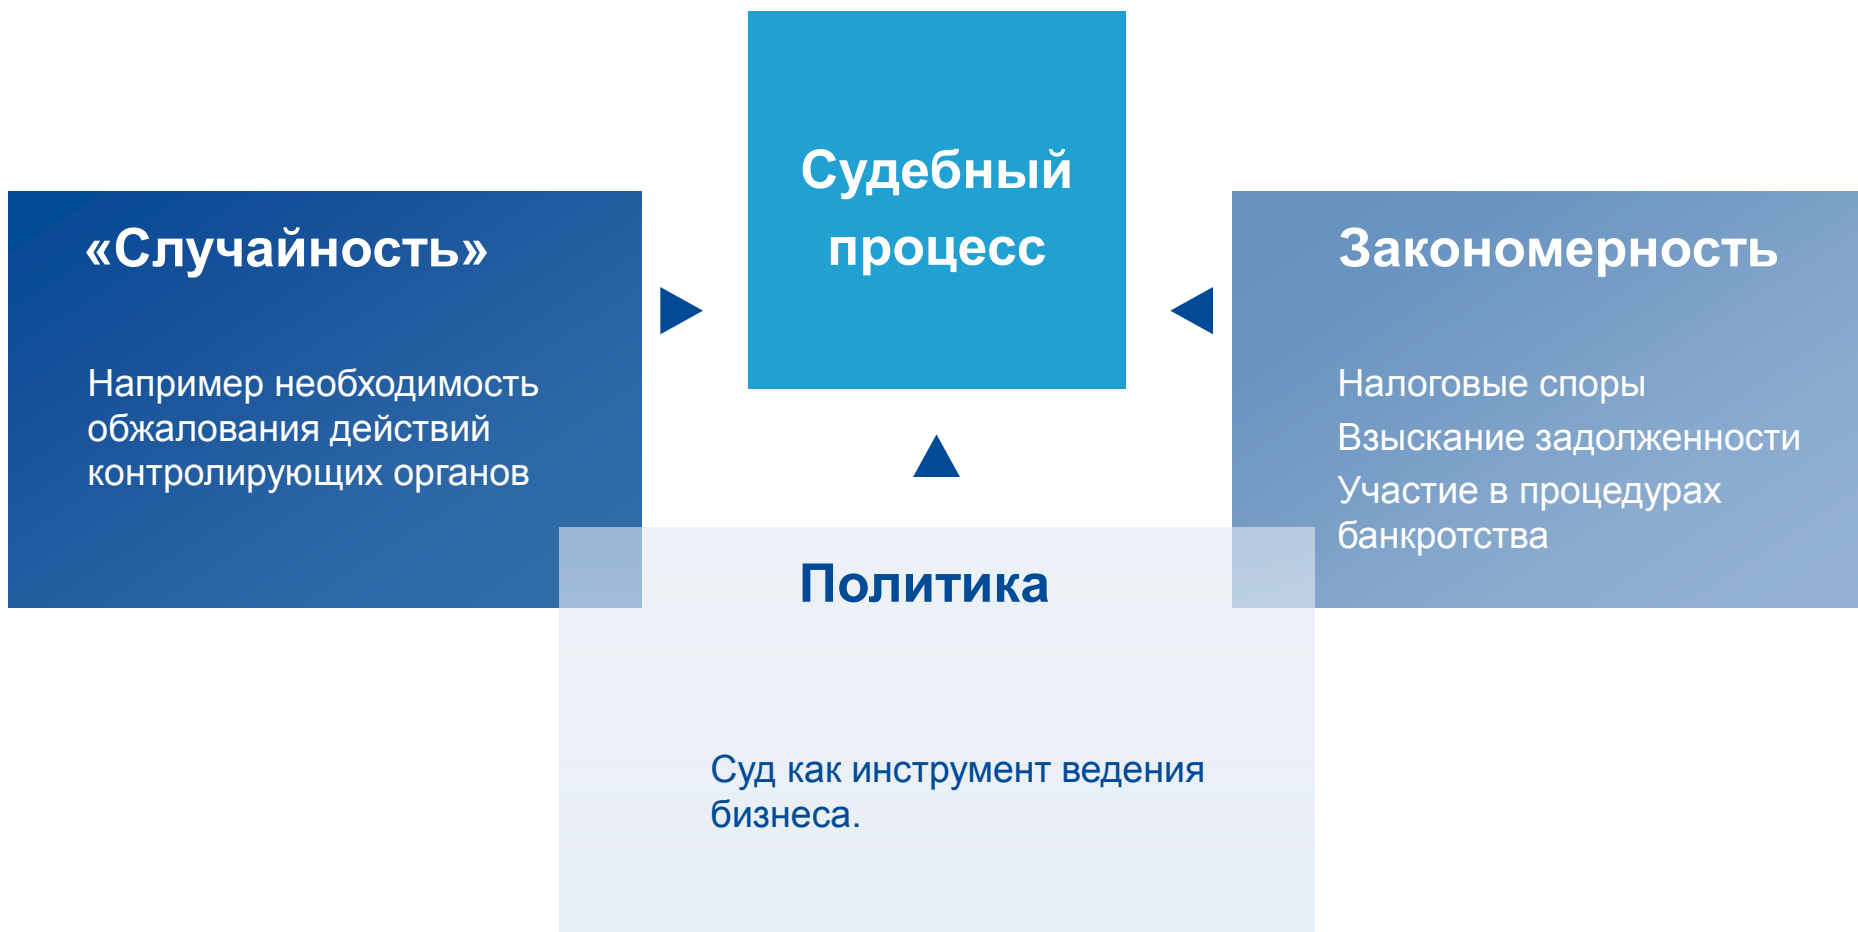 Судебный
процесс
«Случайность»
Например необходимость
обжалования действий
контролирующих органов
Закономерность
Налоговые споры
Взыскание задолженности
Участие в процедурах
банкротства
Политика
Суд как инструмент ведения
бизнеса.